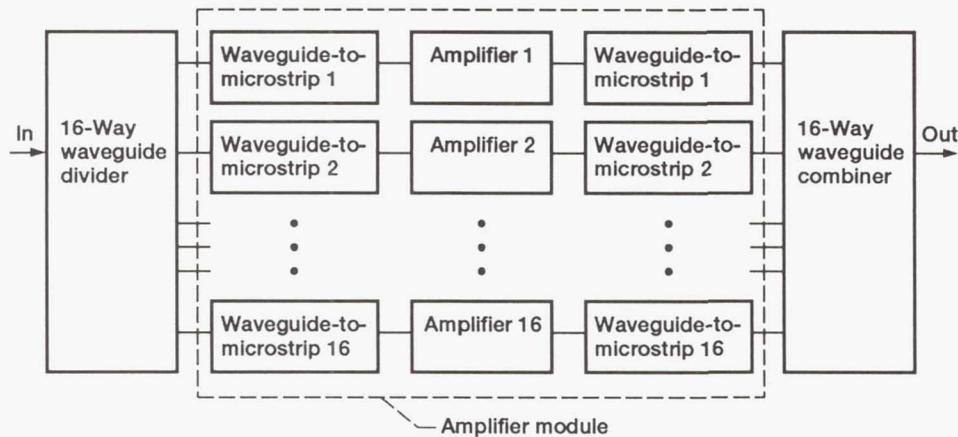 In
16-Way
waveguide
divider
Waveguide-to-
microstrip 1
Amplifier 1
Waveguide-to-
microstrip 1
Waveguide-to-
microstrip 2
Amplifier 2
Waveguide-to-
microstrip 2
Waveguide-to-
microstrip 16
Amplifier 16
Waveguide-to-
microstrip 16
16-Way
waveguide
combiner
Out
Amplifier module